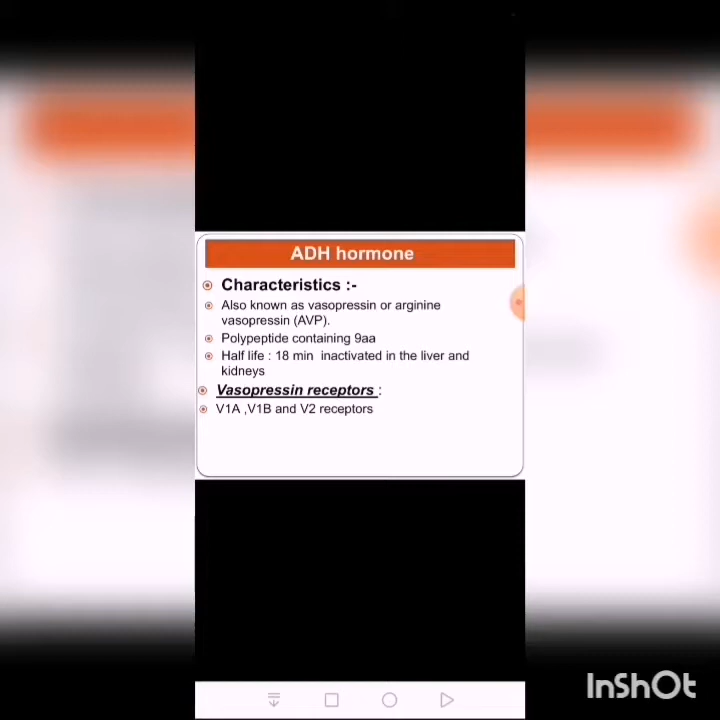 ADH hormone
Characteristics :-
Also known as vasopressin or arginine
vasopressin (AVP).
Polypeptide containing 9aa
Half life : 18 min inactivated in the liver and
kidneys
Vasopressin receptors :
V1A ,V1B and V2 receptors
InShOt